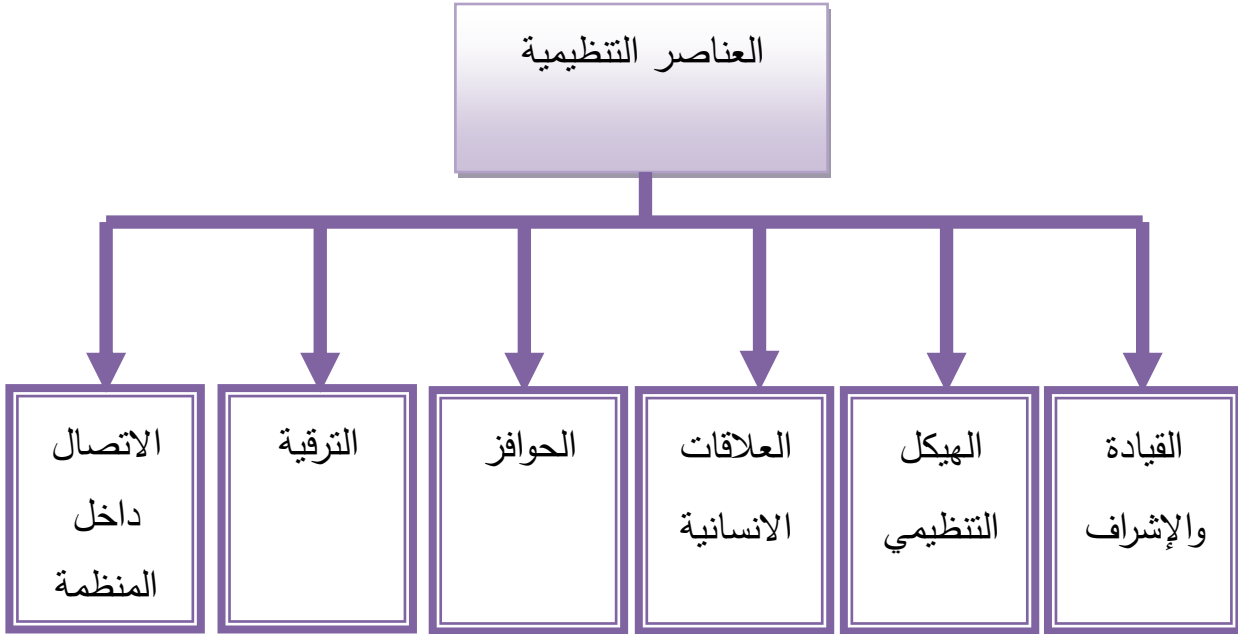 العناصر التنظيمية
القيادة
والإشراف
الهيكل
التنظيمي
العلاقات
الانسانية
الحوافز
الترقية
الاتصال
داخل
المنظمة